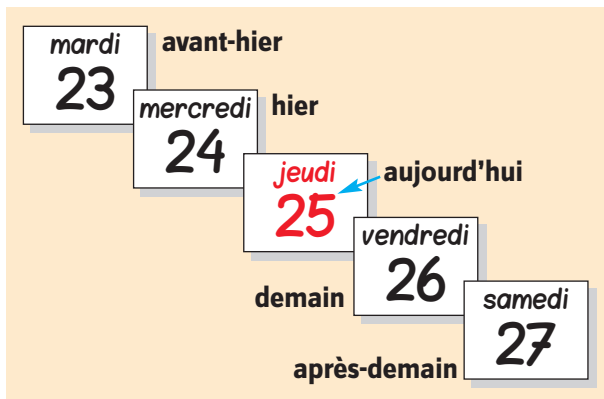 mardi
23
avant-hier
mercredi
24
hier
jeudi
25
aujourd'hui
vendredi
26
demain
samedi
27
après-demain